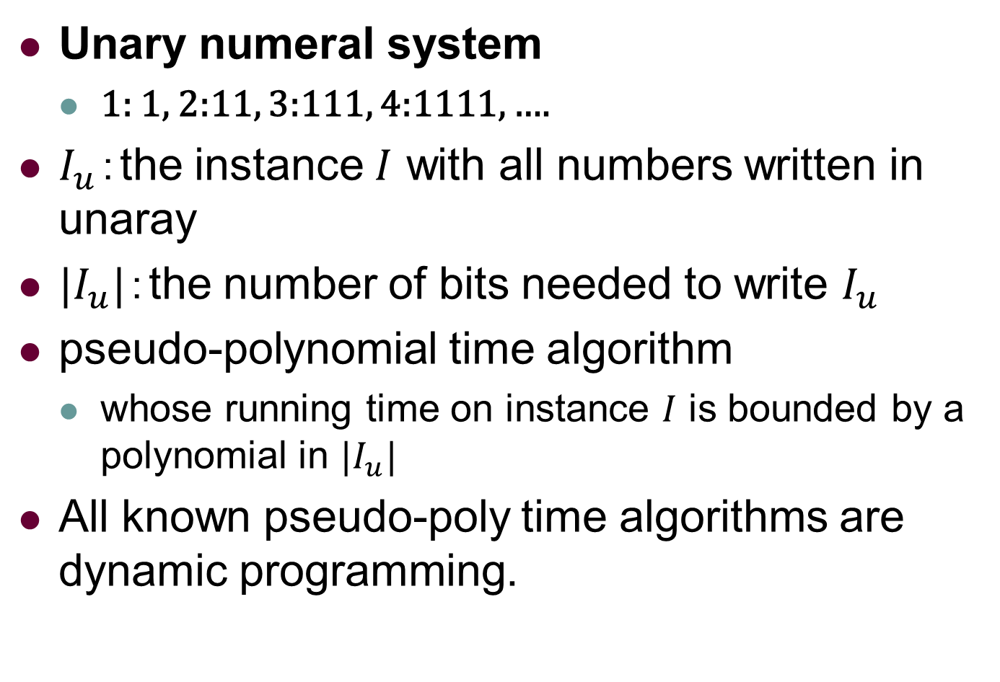 Unary numeral system
1: 1, 2:11, 3:111, 4:1111, ....
I_u : the instance I with all numbers written in
unaray
|I_u| : the number of bits needed to write I_u
pseudo-polynomial time algorithm
whose running time on instance I is bounded by a
polynomial in |I_u|
All known pseudo-poly time algorithms are
dynamic programming.